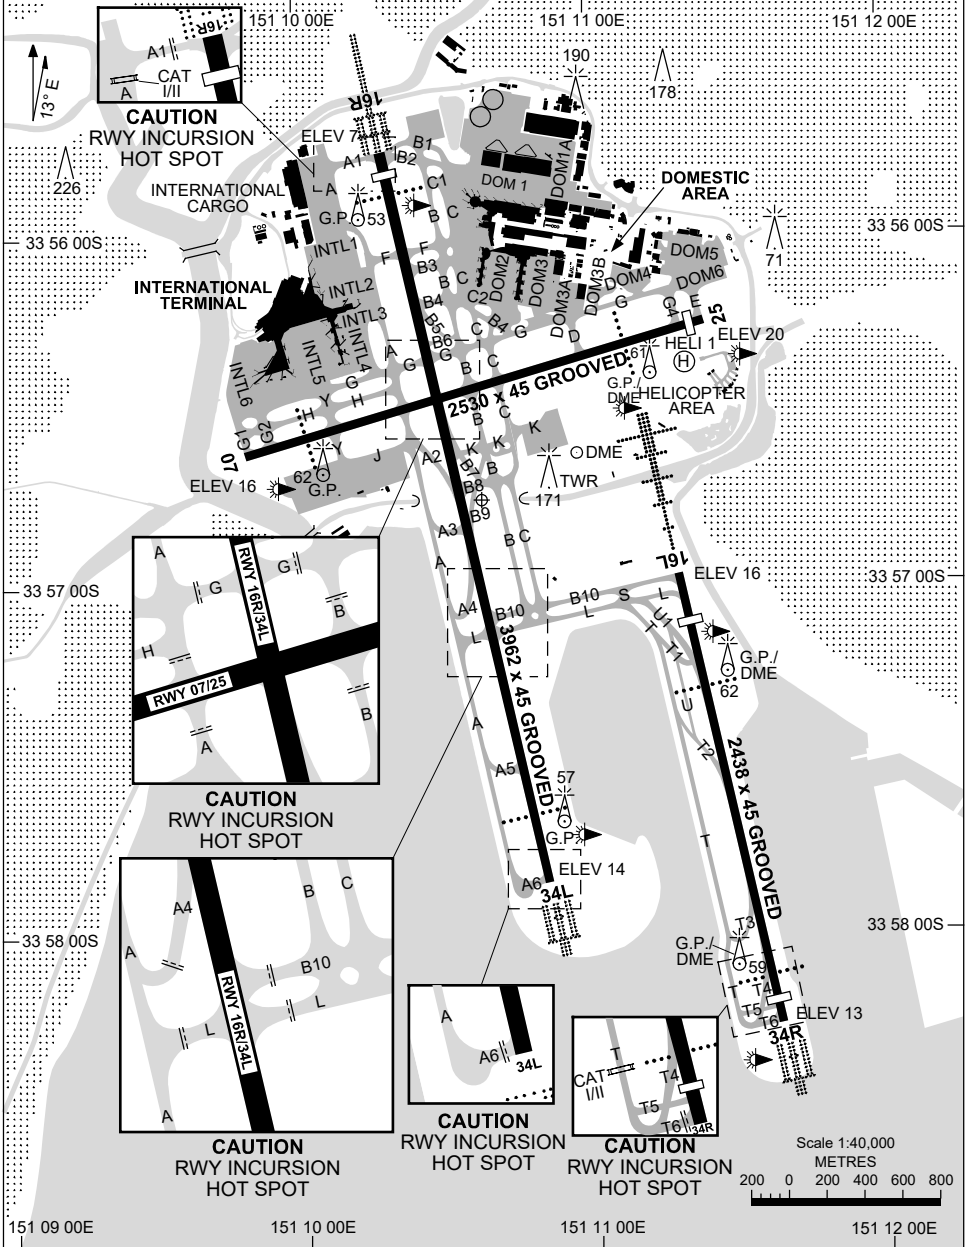 151 10 00E
151 11 00E
151 12 00E
A1
16R
CAT
I/II
A
CAUTION
RWY INCURSION
HOT SPOT
13° E
226
190
178
71
16R
ELEV 7
B1
B2
A1
A
C1
B
C
G.P.
53
DOM 1
DOM1A
DOMESTIC
AREA
INTERNATIONAL
CARGO
33 56 00S
33 56 00S
INTL1
INTL2
INTL3
INTL4
INTL5
INTL6
INTERNATIONAL
TERMINAL
F
F
B3
B
C
B4
C2
B5
B6
C
B4
G
D
DOM2
DOM3
DOM3A
DOM3B
DOM4
DOM5
DOM6
G
G4
E
25
ELEV 20
HELI 1
H
61
G.P./
DME
HELICOPTER
AREA
A
G
G
B
C
G
H
Y
H
2530 x 45 GROOVED
G1
G2
07
ELEV 16
Y
J
62
G.P.
A2
B
C
K
K
K
B7
B
B8
B9
DME
TWR
171
A3
A
B
C
16L
ELEV 16
33 57 00S
33 57 00S
A
G
RWY 16R/34L
G
B
H
RWY 07/25
B
A
CAUTION
RWY INCURSION
HOT SPOT
A4
B10
B10
L
L
S
L
U1
T
T1
G.P./
DME
62
U
T2
3962 x 45 GROOVED
A
A5
57
G.P.
2438 x 45 GROOVED
T
ELEV 14
A6
34L
33 58 00S
33 58 00S
A4
B
C
A
B10
L
L
RWY 16R/34L
A
CAUTION
RWY INCURSION
HOT SPOT
T3
G.P./
DME
59
T
T4
T5
T6
ELEV 13
34R
A
A6
34L
CAUTION
RWY INCURSION
HOT SPOT
T
CAT
I/II
T4
T5
T6
34R
CAUTION
RWY INCURSION
HOT SPOT
Scale 1:40,000
METRES
200 0 200 400 600 800
151 09 00E
151 10 00E
151 11 00E
151 12 00E